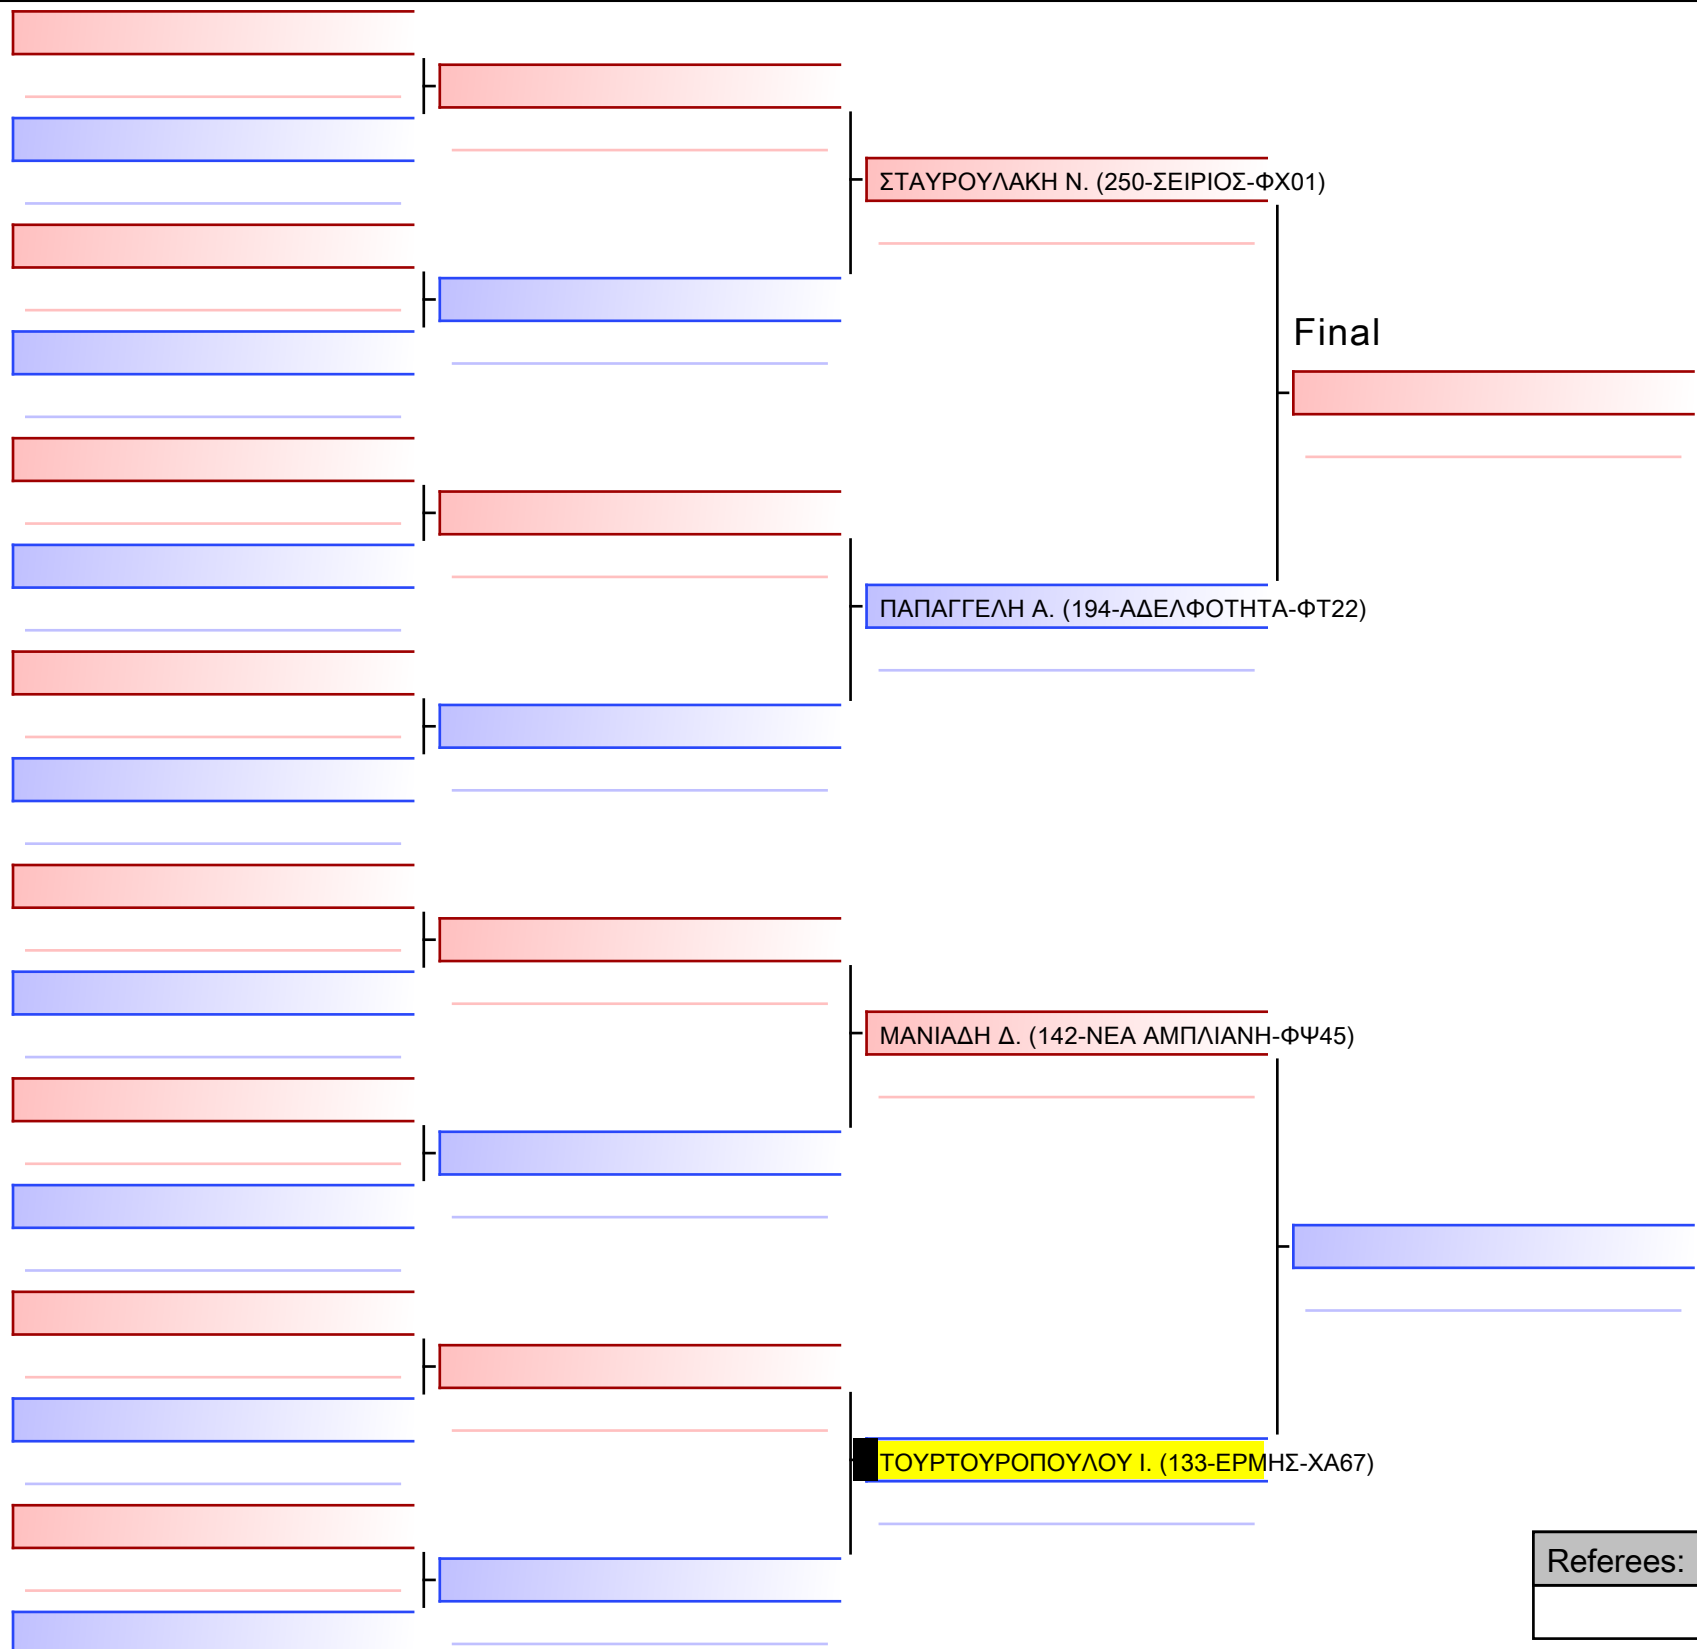 ΣΤΑΥΡΟΥΛΑΚΗ Ν. (250-ΣΕΙΡΙΟΣ-ΦΧ01)
Final
ΠΑΠΑΓΓΕΛΗ Α. (194-ΑΔΕΛΦΟΤΗΤΑ-ΦΤ22)
ΜΑΝΙΑΔΗ Δ. (142-ΝΕΑ ΑΜΠΛΙΑΝΗ-ΦΨ45)
ΤΟΥΡΤΟΥΡΟΠΟΥΛΟΥ Ι. (133-ΕΡΜΗΣ-ΧΑ67)
Referees: